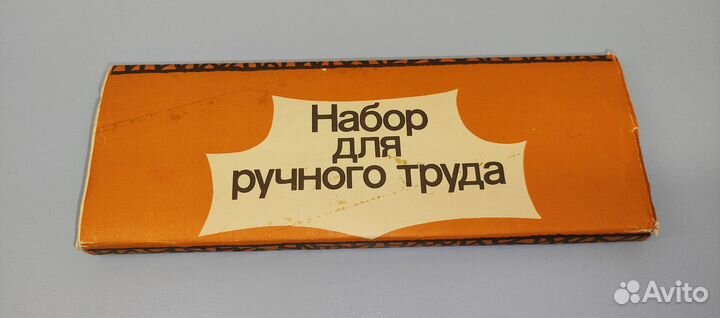 Набор
для
ручного труда
Avito